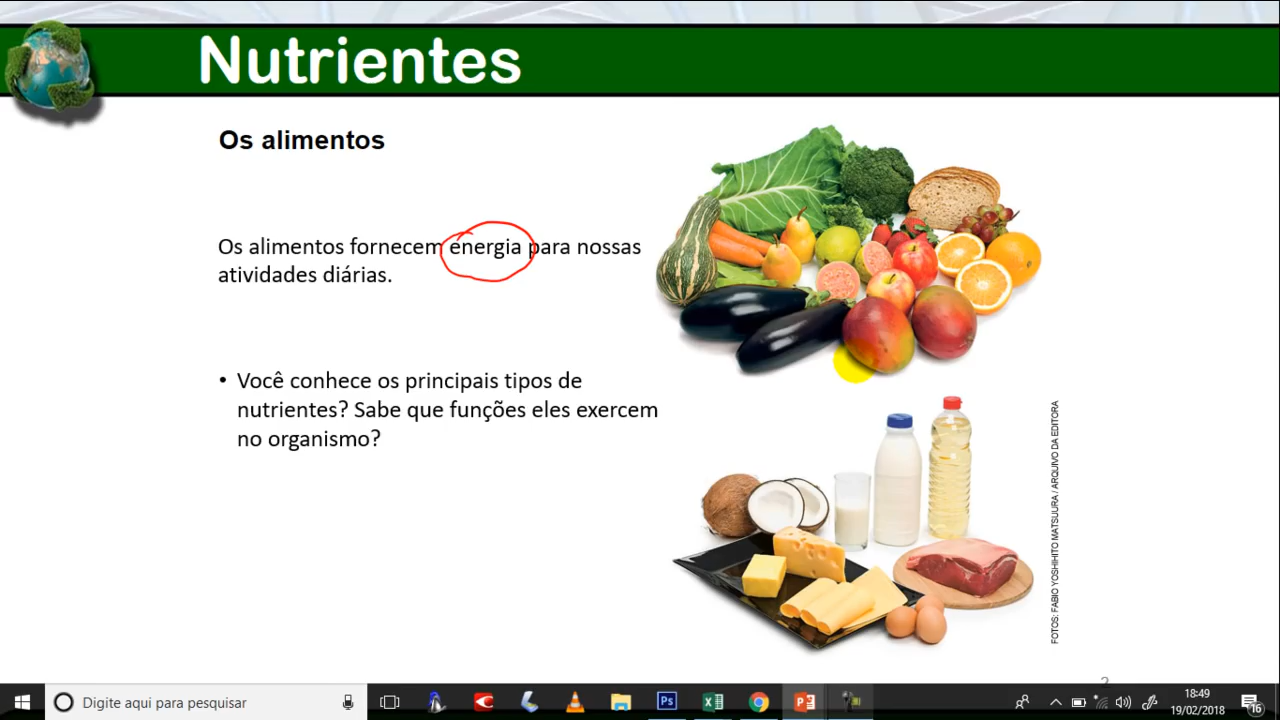 Nutrientes
Os alimentos
Os alimentos fornecem energia para nossas
atividades diárias.
• Você conhece os principais tipos de
nutrientes? Sabe que funções eles exercem
no organismo?
FOTOS: FABIO YOSHIHITO MATSUURA / ARQUIVO DA EDITORA
2
Digite aqui para pesquisar
Ps
18:49
19/02/2018
16